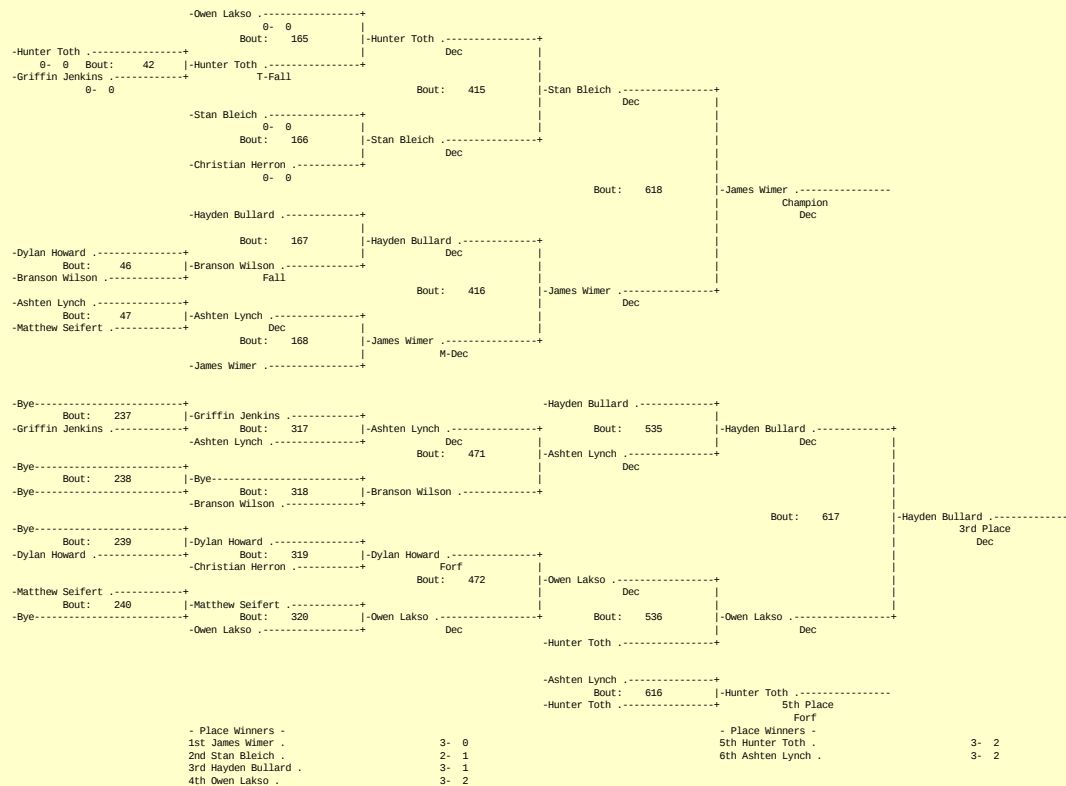 -Owen Lakso .----------------+
0-  0                |
Bout:    165         |-Hunter Toth .---------------+
-Hunter Toth .---------------+                     |             Dec             |
0-  0   Bout:     42      |-Hunter Toth .---------------+                             |
-Griffin Jenkins .-----------+           T-Fall                                          |
0-  0                                               Bout:    415         |-Stan Bleich .---------------+
|             Dec             |
-Stan Bleich .---------------+                             |                             |
0-  0                |                             |                             |
Bout:    166         |-Stan Bleich .---------------+                             |
|             Dec                                           |
-Christian Herron .----------+                                                           |
0-  0                                                                            |
Bout:    618         |-James Wimer .---------------
|          Champion
-Hayden Bullard .------------+                                                           |             Dec
|                                                           |
Bout:    167         |-Hayden Bullard .------------+                             |
-Dylan Howard .--------------+                     |             Dec             |                             |
Bout:     46         |-Branson Wilson .------------+                             |                             |
-Branson Wilson .------------+            Fall                                           |                             |
Bout:    416         |-James Wimer .---------------+
-Ashten Lynch .--------------+                                                           |             Dec
Bout:     47         |-Ashten Lynch .--------------+                             |
-Matthew Seifert .-----------+             Dec             |                             |
Bout:    168         |-James Wimer .---------------+
|            M-Dec
-James Wimer .---------------+
-Bye-------------------------+                                                           -Hayden Bullard .------------+
Bout:    237         |-Griffin Jenkins .-----------+                                                           |
-Griffin Jenkins .-----------+        Bout:    317         |-Ashten Lynch .--------------+        Bout:    535         |-Hayden Bullard .------------+
-Ashten Lynch .--------------+             Dec             |                             |             Dec             |
Bout:    471         |-Ashten Lynch .--------------+                             |
-Bye-------------------------+                                                           |             Dec                                           |
Bout:    238         |-Bye-------------------------+                             |                                                           |
-Bye-------------------------+        Bout:    318         |-Branson Wilson .------------+                                                           |
-Branson Wilson .------------+                                                                                         |
Bout:    617         |-Hayden Bullard .------------
-Bye-------------------------+                                                                                                                       |          3rd Place
Bout:    239         |-Dylan Howard .--------------+                                                                                         |             Dec
-Dylan Howard .--------------+        Bout:    319         |-Dylan Howard .--------------+                                                           |
-Christian Herron .----------+            Forf             |                                                           |
Bout:    472         |-Owen Lakso .----------------+                             |
-Matthew Seifert .-----------+                                                           |             Dec             |                             |
Bout:    240         |-Matthew Seifert .-----------+                             |                             |                             |
-Bye-------------------------+        Bout:    320         |-Owen Lakso .----------------+        Bout:    536         |-Owen Lakso .----------------+
-Owen Lakso .----------------+             Dec                                           |             Dec
-Hunter Toth .---------------+
-Ashten Lynch .--------------+
Bout:    616         |-Hunter Toth .---------------
-Hunter Toth .---------------+          5th Place
Forf
- Place Winners -                                                                        - Place Winners -
1st James Wimer .                          3-  0                                         5th Hunter Toth .                          3-  2
2nd Stan Bleich .                          2-  1                                         6th Ashten Lynch .                         3-  2
3rd Hayden Bullard .                       3-  1
4th Owen Lakso .                           3-  2